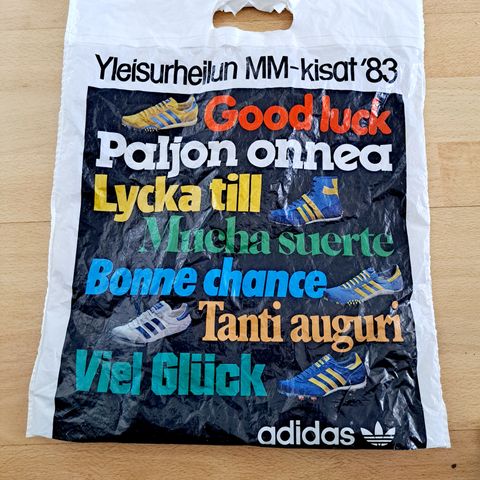 Yleisurheilun MM-kisat '83
Good luck
Paljon onnea
Lycka till
Mucha suerte
Bonne chance
Tanti auguri
Viel Glück
adidas